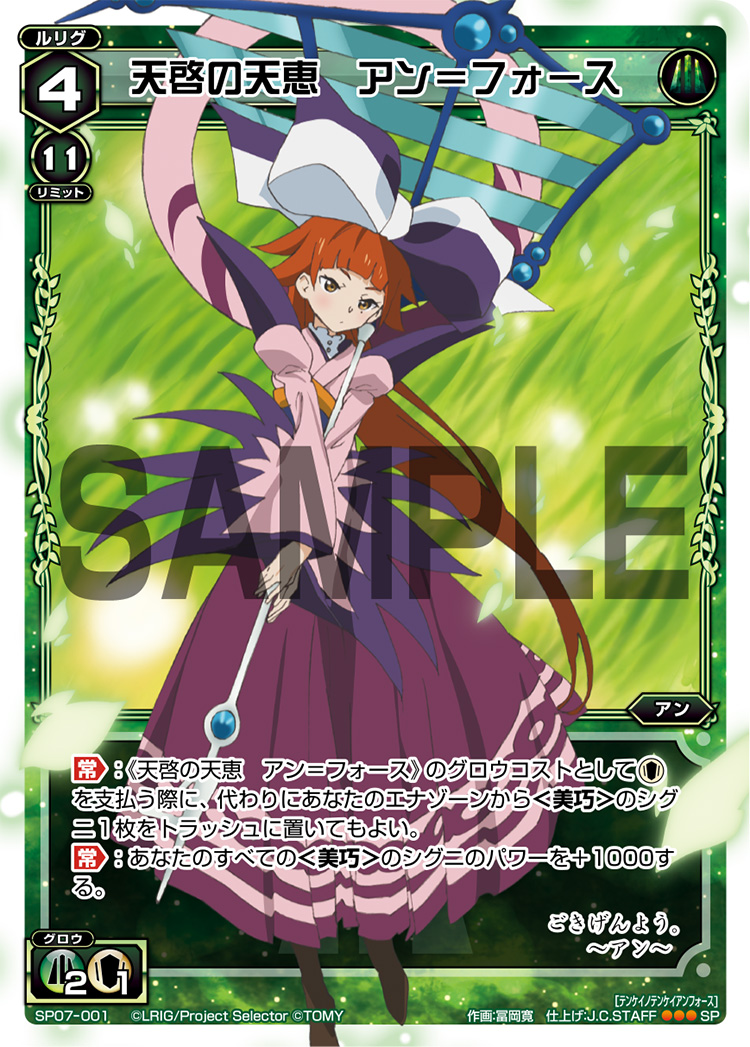 ルリグ
4
天啓の天恵 アン=フォース
11
リミット
SAMPLE
アン
常：《天啓の天恵 アン=フォース》のグロウコストとして
を支払う際に、代わりにあなたのエナゾーンから<美巧>のシグ
ニ1枚をトラッシュに置いてもよい。
常：あなたのすべての<美巧>のシグニのパワーを+1000す
る。
ごきげんよう。
～アン～
グロウ
2 1
[テンケイノテンケイアンフォース]
SP07-001 ©LRIG/Project Selector ©TOMY 作画:冨岡寛 仕上げ:J.C.STAFF SP